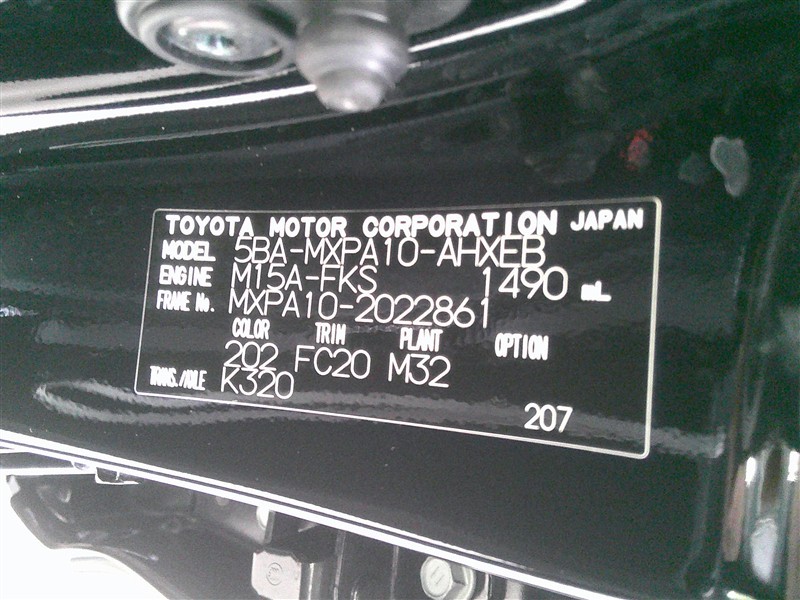 TOYOTA MOTOR CORPORATION JAPAN
MODEL 5BA-MXPA10-AHXEB
ENGINE M15A-FKS 1490 mL
FRAME No. MXPA10-2022861
COLOR TRIM PLANT OPTION
202 FC20 M32
TRANS./AXLE K320
207